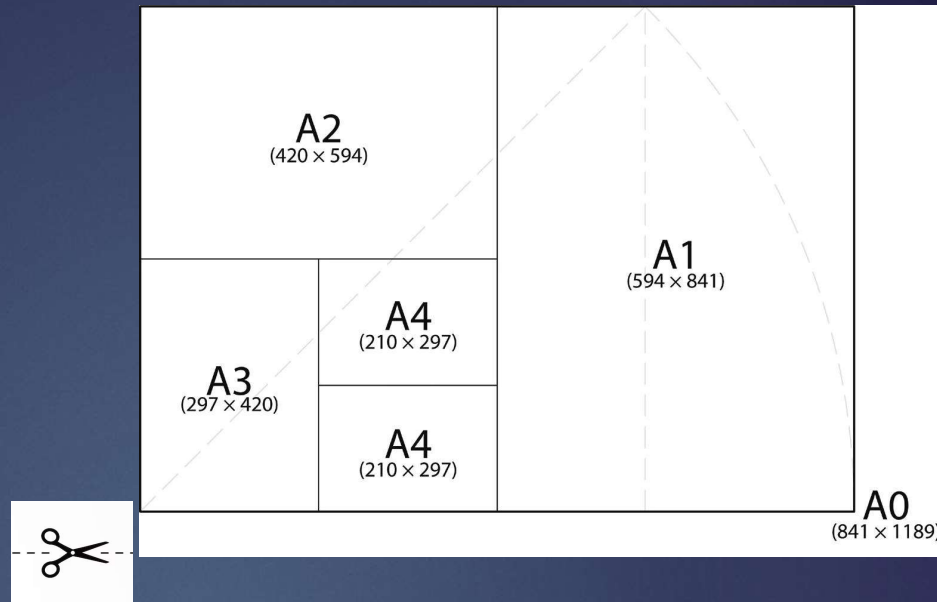 A2
(420 × 594)
A1
(594 × 841)
A4
(210 × 297)
A3
(297 × 420)
A4
(210 × 297)
A0
(841 × 1189)